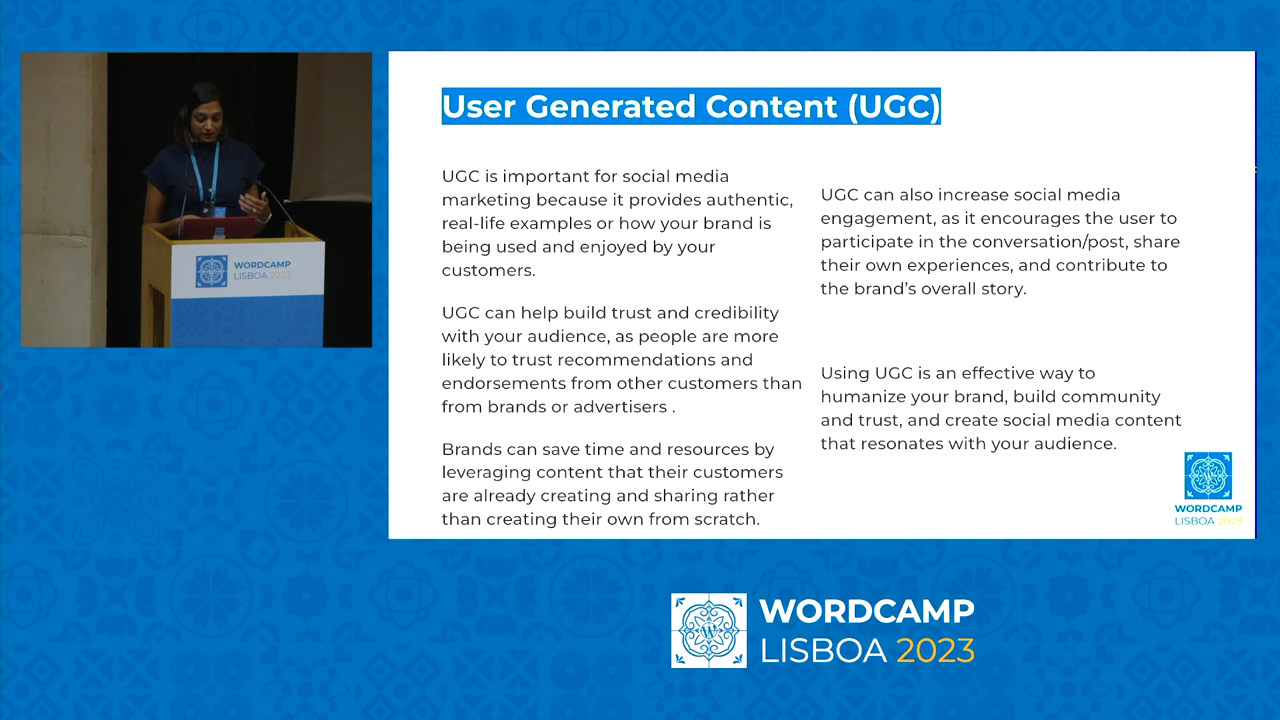 User Generated Content (UGC)
UGC is important for social media
marketing because it provides authentic,
real-life examples or how your brand is
being used and enjoyed by your
customers.
UGC can help build trust and credibility
with your audience, as people are more
likely to trust recommendations and
endorsements from other customers than
from brands or advertisers .
Brands can save time and resources by
leveraging content that their customers
are already creating and sharing rather
than creating their own from scratch.
UGC can also increase social media
engagement, as it encourages the user to
participate in the conversation/post, share
their own experiences, and contribute to
the brand's overall story.
Using UGC is an effective way to
humanize your brand, build community
and trust, and create social media content
that resonates with your audience.
WORDCAMP
LISBOA 2023
WORDCAMP
LISBOA 2023
WORDCAMP
LISBOA 2023